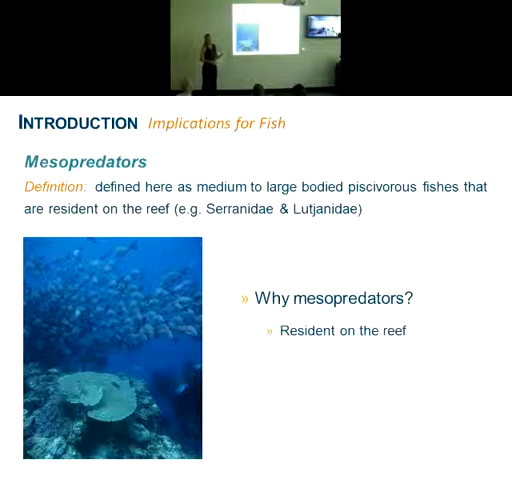 INTRODUCTION Implications for Fish
Mesopredators
Definition: defined here as medium to large bodied piscivorous fishes that
are resident on the reef (e.g. Serranidae & Lutjanidae)
» Why mesopredators?
» Resident on the reef